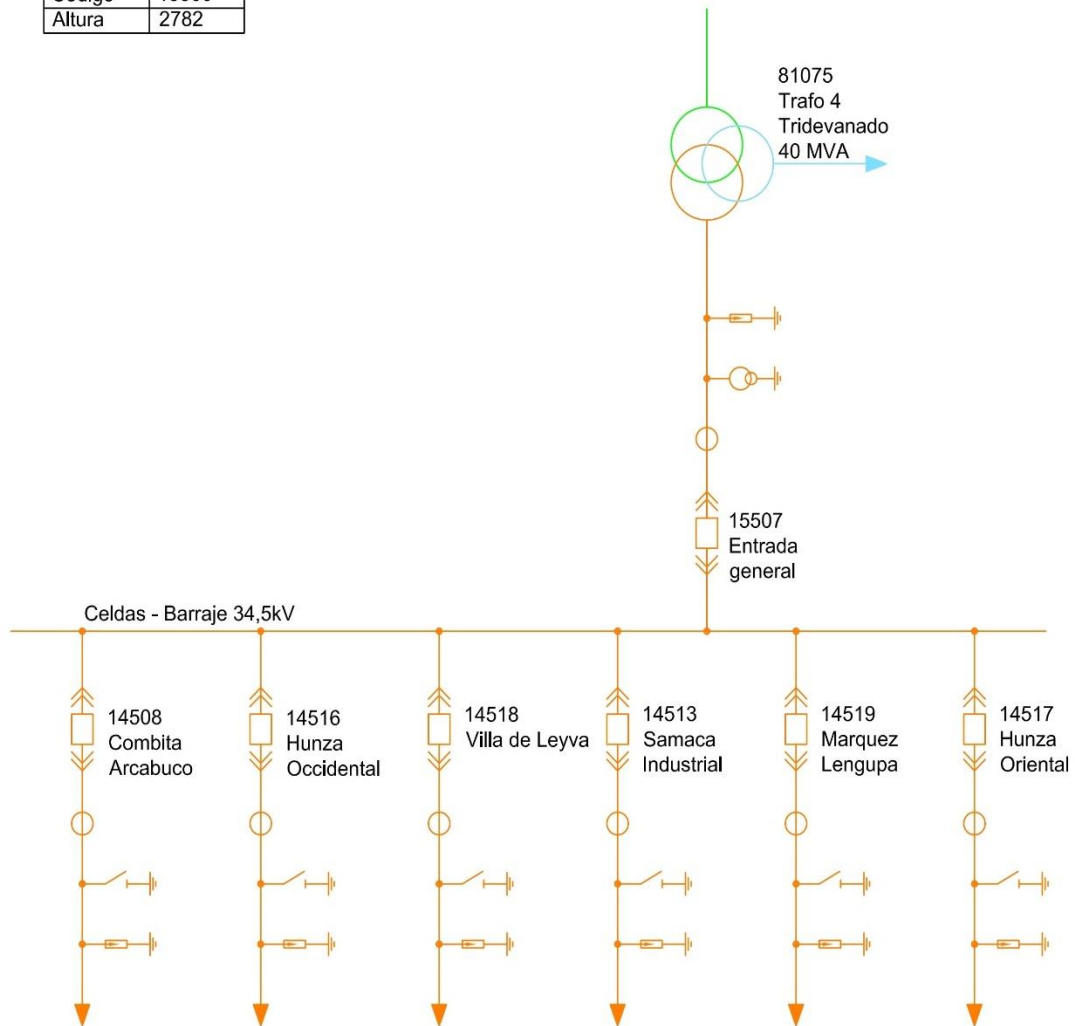 Altura 2782
81075
Trafo 4
Tridevanado
40 MVA
15507
Entrada
general
Celdas - Barraje 34,5kV
14508
Combita
Arcabuco
14516
Hunza
Occidental
14518
Villa de Leyva
14513
Samaca
Industrial
14519
Marquez
Lengupa
14517
Hunza
Oriental